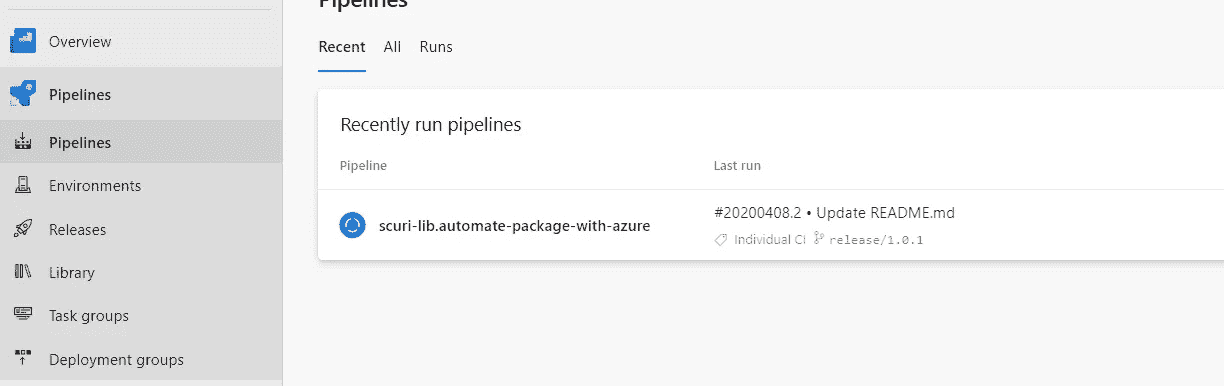 Pipelines
Overview
Pipelines
Pipelines
Environments
Releases
Library
Task groups
Deployment groups
Recent All Runs
Recently run pipelines
Pipeline Last run
scuri-lib.automate-package-with-azure
#20200408.2 • Update README.md
Individual CI release/1.0.1